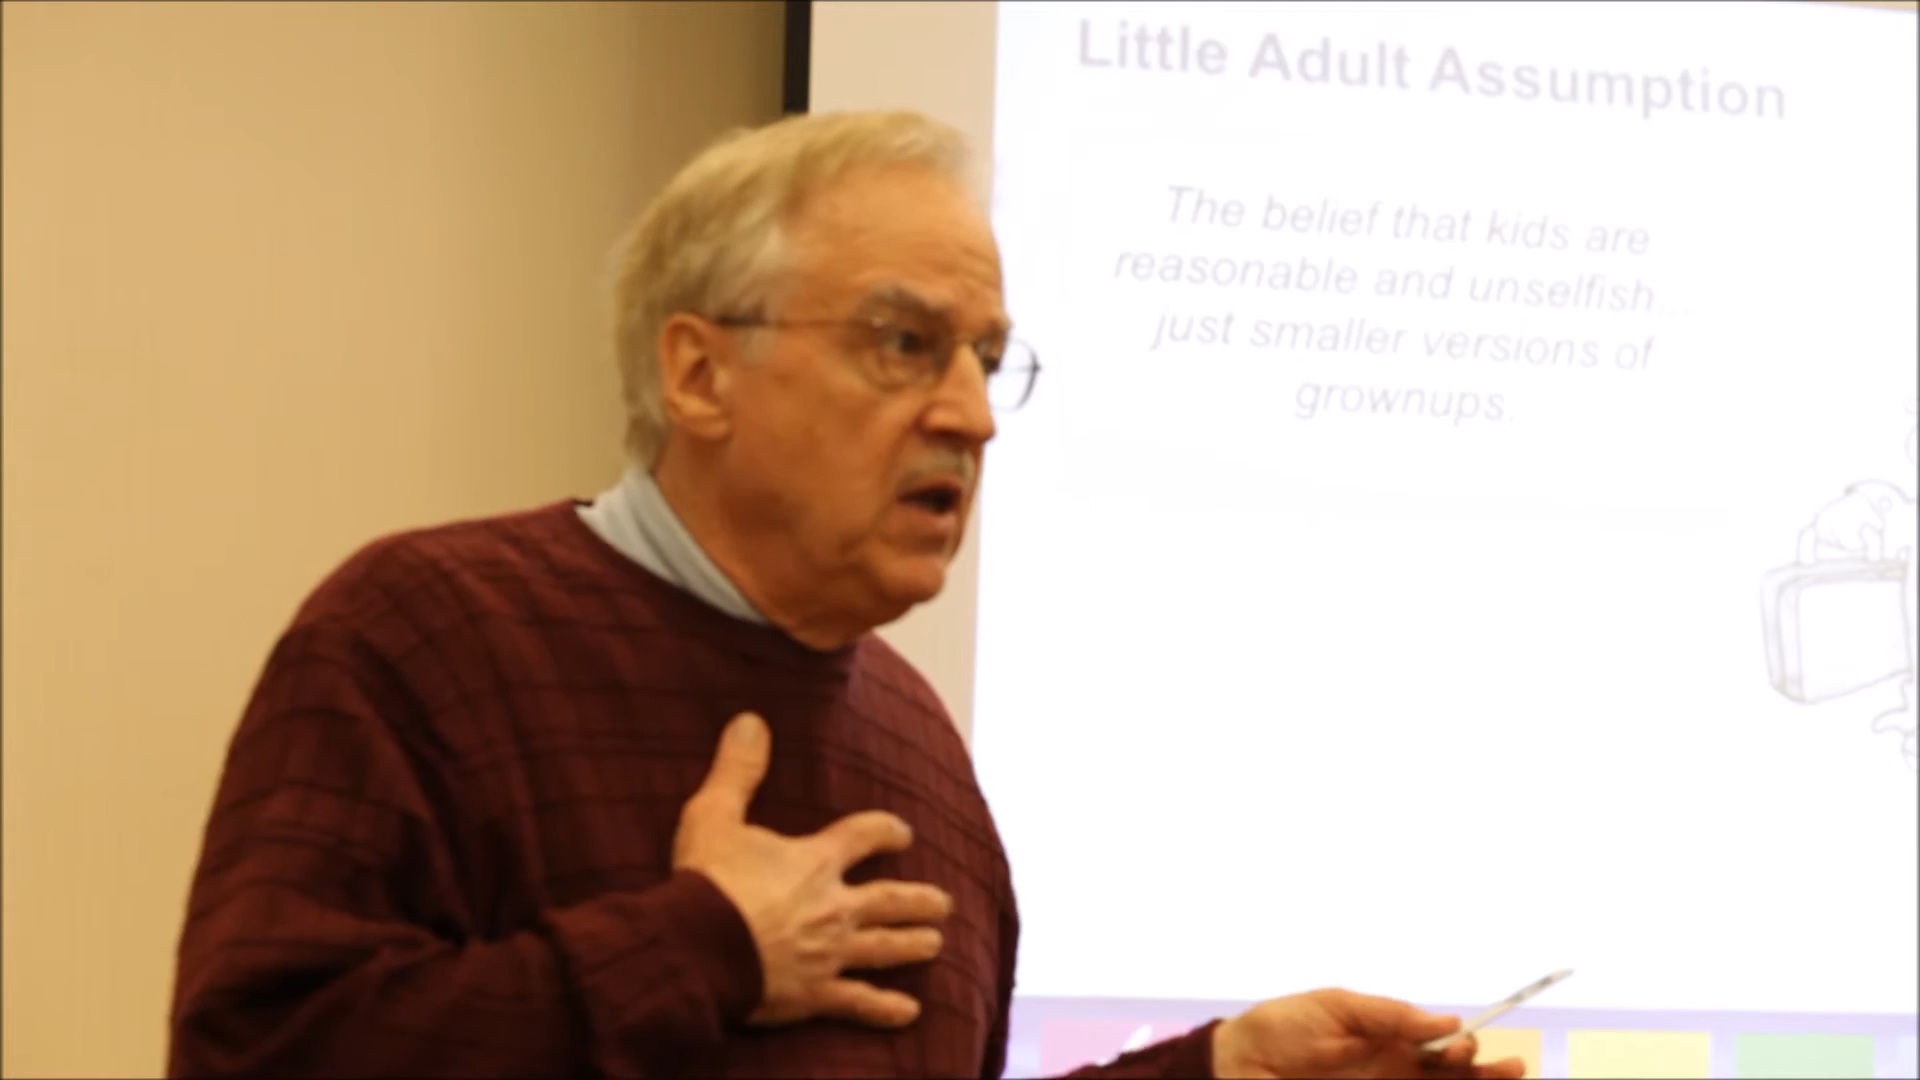 Little Adult Assumption
The belief that kids are
reasonable and unselfish...
just smaller versions of
grownups.